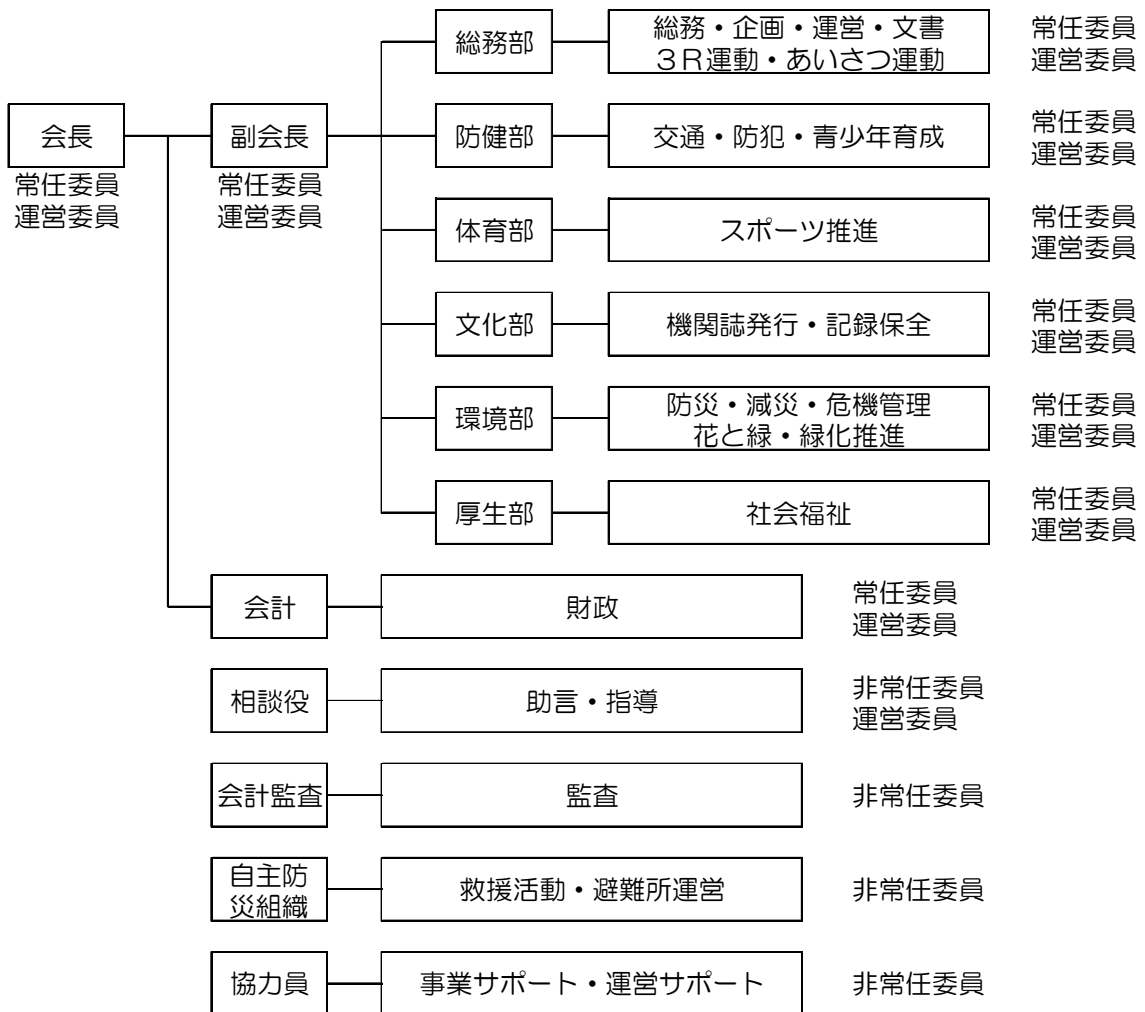 総務部
総務・企画・運営・文書
３Ｒ運動・あいさつ運動
常任委員
運営委員
会長
常任委員
運営委員
副会長
常任委員
運営委員
防健部
交通・防犯・青少年育成
常任委員
運営委員
体育部
スポーツ推進
常任委員
運営委員
文化部
機関誌発行・記録保全
常任委員
運営委員
環境部
防災・減災・危機管理
花と緑・緑化推進
常任委員
運営委員
厚生部
社会福祉
常任委員
運営委員
会計
財政
常任委員
運営委員
相談役
助言・指導
非常任委員
運営委員
会計監査
監査
非常任委員
自主防
災組織
救援活動・避難所運営
非常任委員
協力員
事業サポート・運営サポート
非常任委員